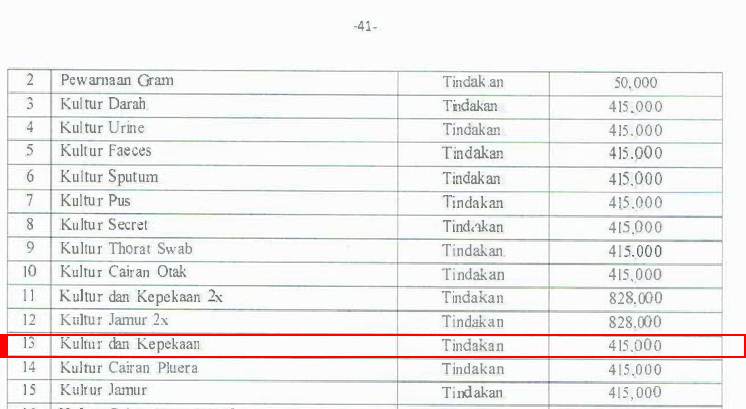 -41-
2 Pewarnaan Gram Tindakan 50,000
3 Kultur Darah Tindakan 415,000
4 Kultur Urine Tindakan 415.000
5 Kultur Faeces Tindakan 415.000
6 Kultur Sputum Tindakan 415,000
7 Kultur Pus Tindakan 415.000
8 Kultur Secret Tindakan 415,000
9 Kultur Thorat Swab Tindakan 415.000
10 Kultur Cairan Otak Tindakan 415,000
11 Kultur dan Kepekaan 2x Tindakan 828,000
12 Kultur Jamur 2x Tindakan 828,000
13 Kultur dan Kepekaan Tindakan 415,000
14 Kultur Cairan Pluera Tindakan 415,000
15 Kultur Jamur Tindakan 415,000